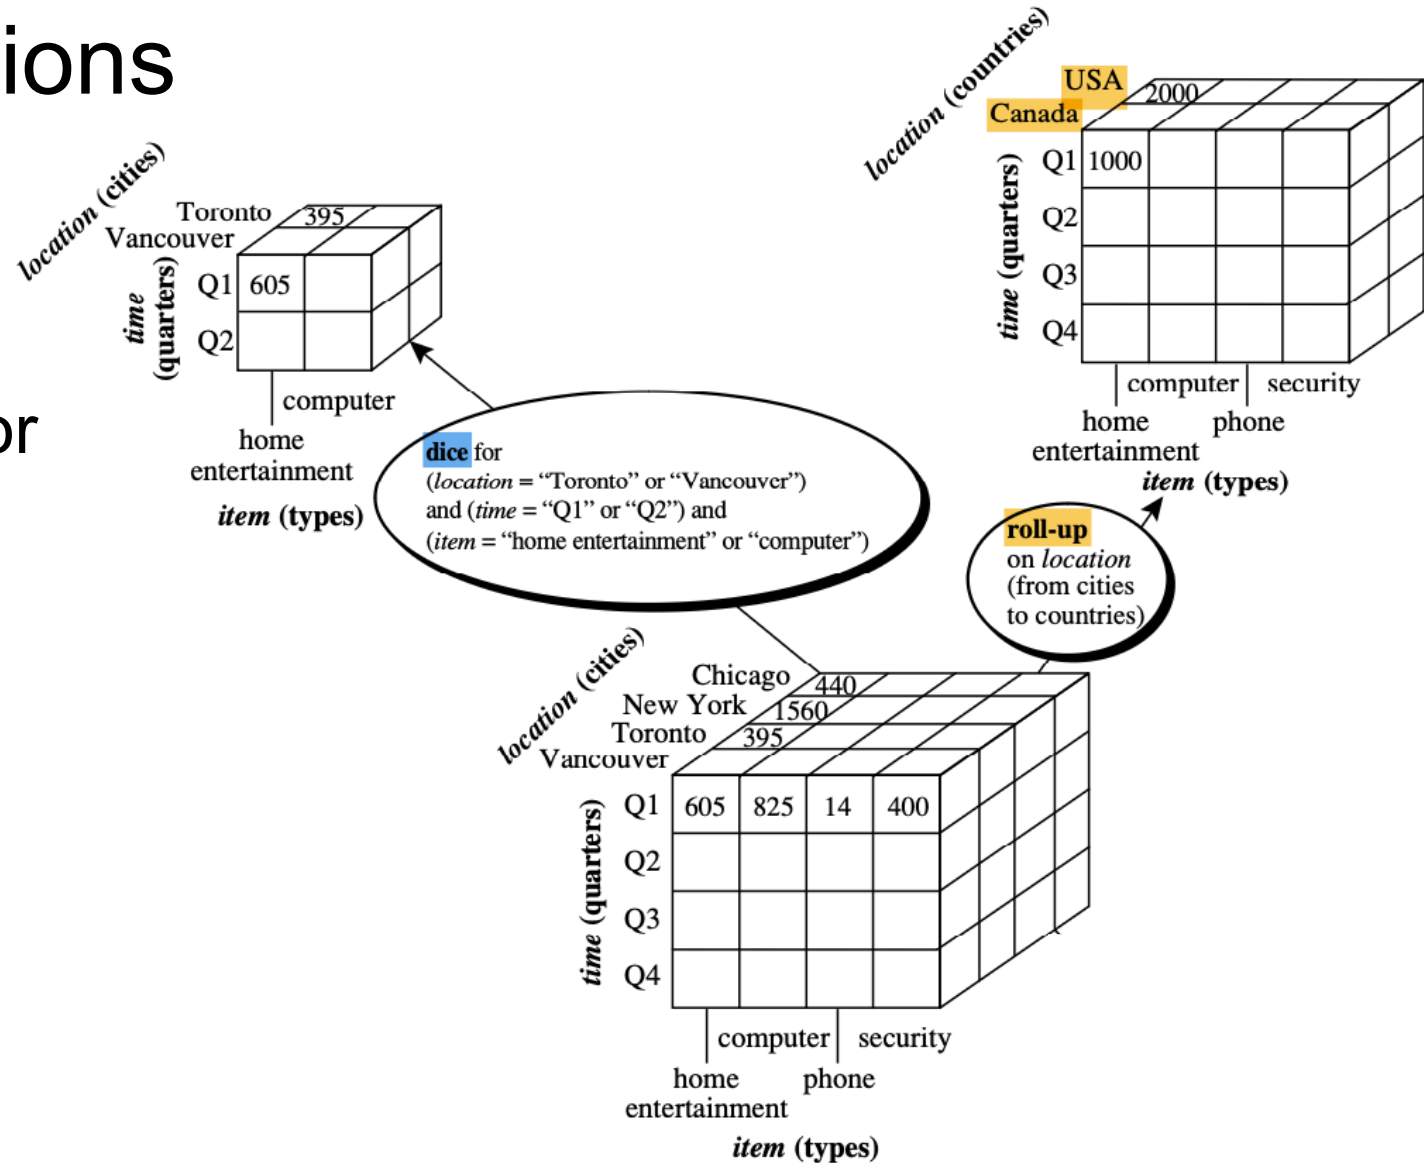 ions
or
location (cities)
Toronto
395
Vancouver
time
(quarters)
Q1
605
Q2
computer
home
entertainment
item (types)
location (countries)
USA
2000
Canada
time (quarters)
Q1
1000
Q2
Q3
Q4
computer
security
home
entertainment
phone
item (types)
dice for
(location = “Toronto” or “Vancouver”)
and (time = “Q1” or “Q2”) and
(item = “home entertainment” or “computer”)
roll-up
on location
(from cities
to countries)
location (cities)
Chicago
440
New York
1560
Toronto
395
Vancouver
time (quarters)
Q1
605 825 14 400
Q2
Q3
Q4
computer
security
home
entertainment
phone
item (types)